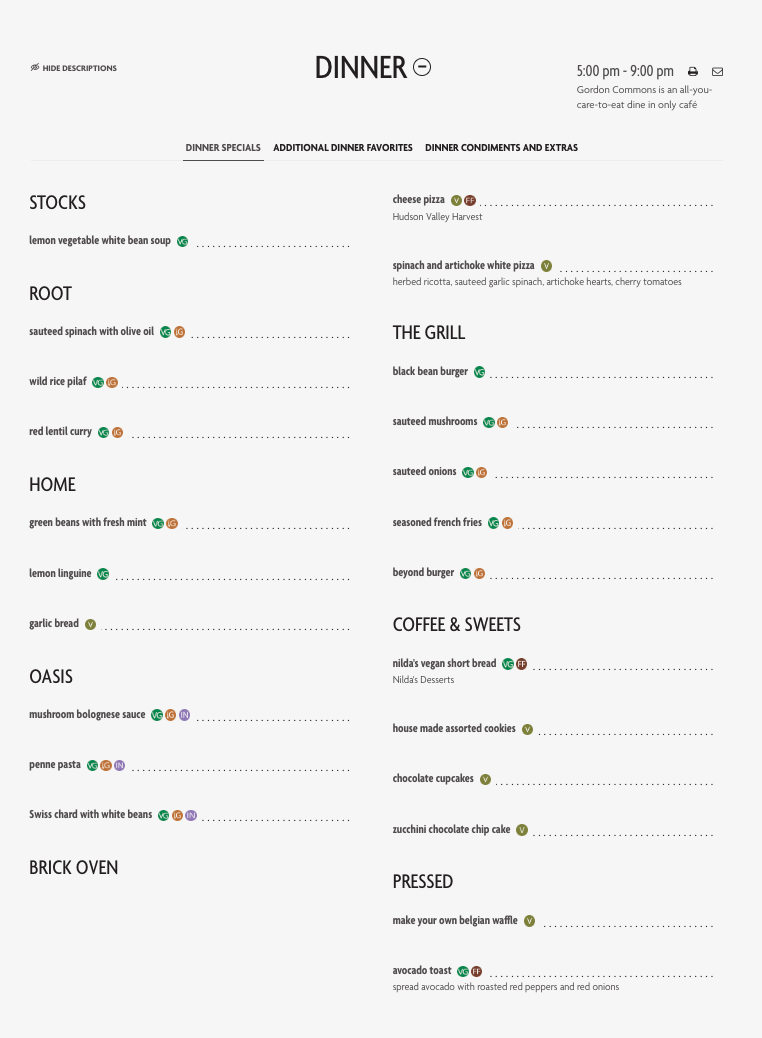 HIDE DESCRIPTIONS
DINNER
5:00 pm - 9:00 pm
Gordon Commons is an all-you-
care-to-eat dine in only café
DINNER SPECIALS ADDITIONAL DINNER FAVORITES DINNER CONDIMENTS AND EXTRAS
STOCKS
lemon vegetable white bean soup VG
ROOT
sauteed spinach with olive oil VG LG
wild rice pilaf VG LG
red lentil curry VG LG
HOME
green beans with fresh mint VG LG
lemon linguine VG
garlic bread V
OASIS
mushroom bolognese sauce VG LG IN
penne pasta VG LG IN
Swiss chard with white beans VG LG IN
BRICK OVEN
cheese pizza V FF
Hudson Valley Harvest
spinach and artichoke white pizza V
herbed ricotta, sauteed garlic spinach, artichoke hearts, cherry tomatoes
THE GRILL
black bean burger VG
sauteed mushrooms VG LG
sauteed onions VG LG
seasoned french fries VG LG
beyond burger VG LG
COFFEE & SWEETS
nilda's vegan short bread VG FF
Nilda's Desserts
house made assorted cookies V
chocolate cupcakes V
zucchini chocolate chip cake V
PRESSED
make your own belgian waffle V
avocado toast VG FF
spread avocado with roasted red peppers and red onions